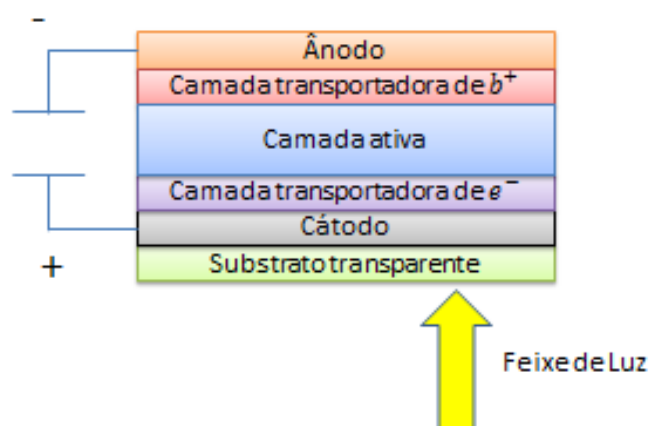 -
Ânodo
Camada transportadora de b⁺
Camada ativa
Camada transportadora de e⁻
Cátodo
+
Substrato transparente
Feixe de Luz